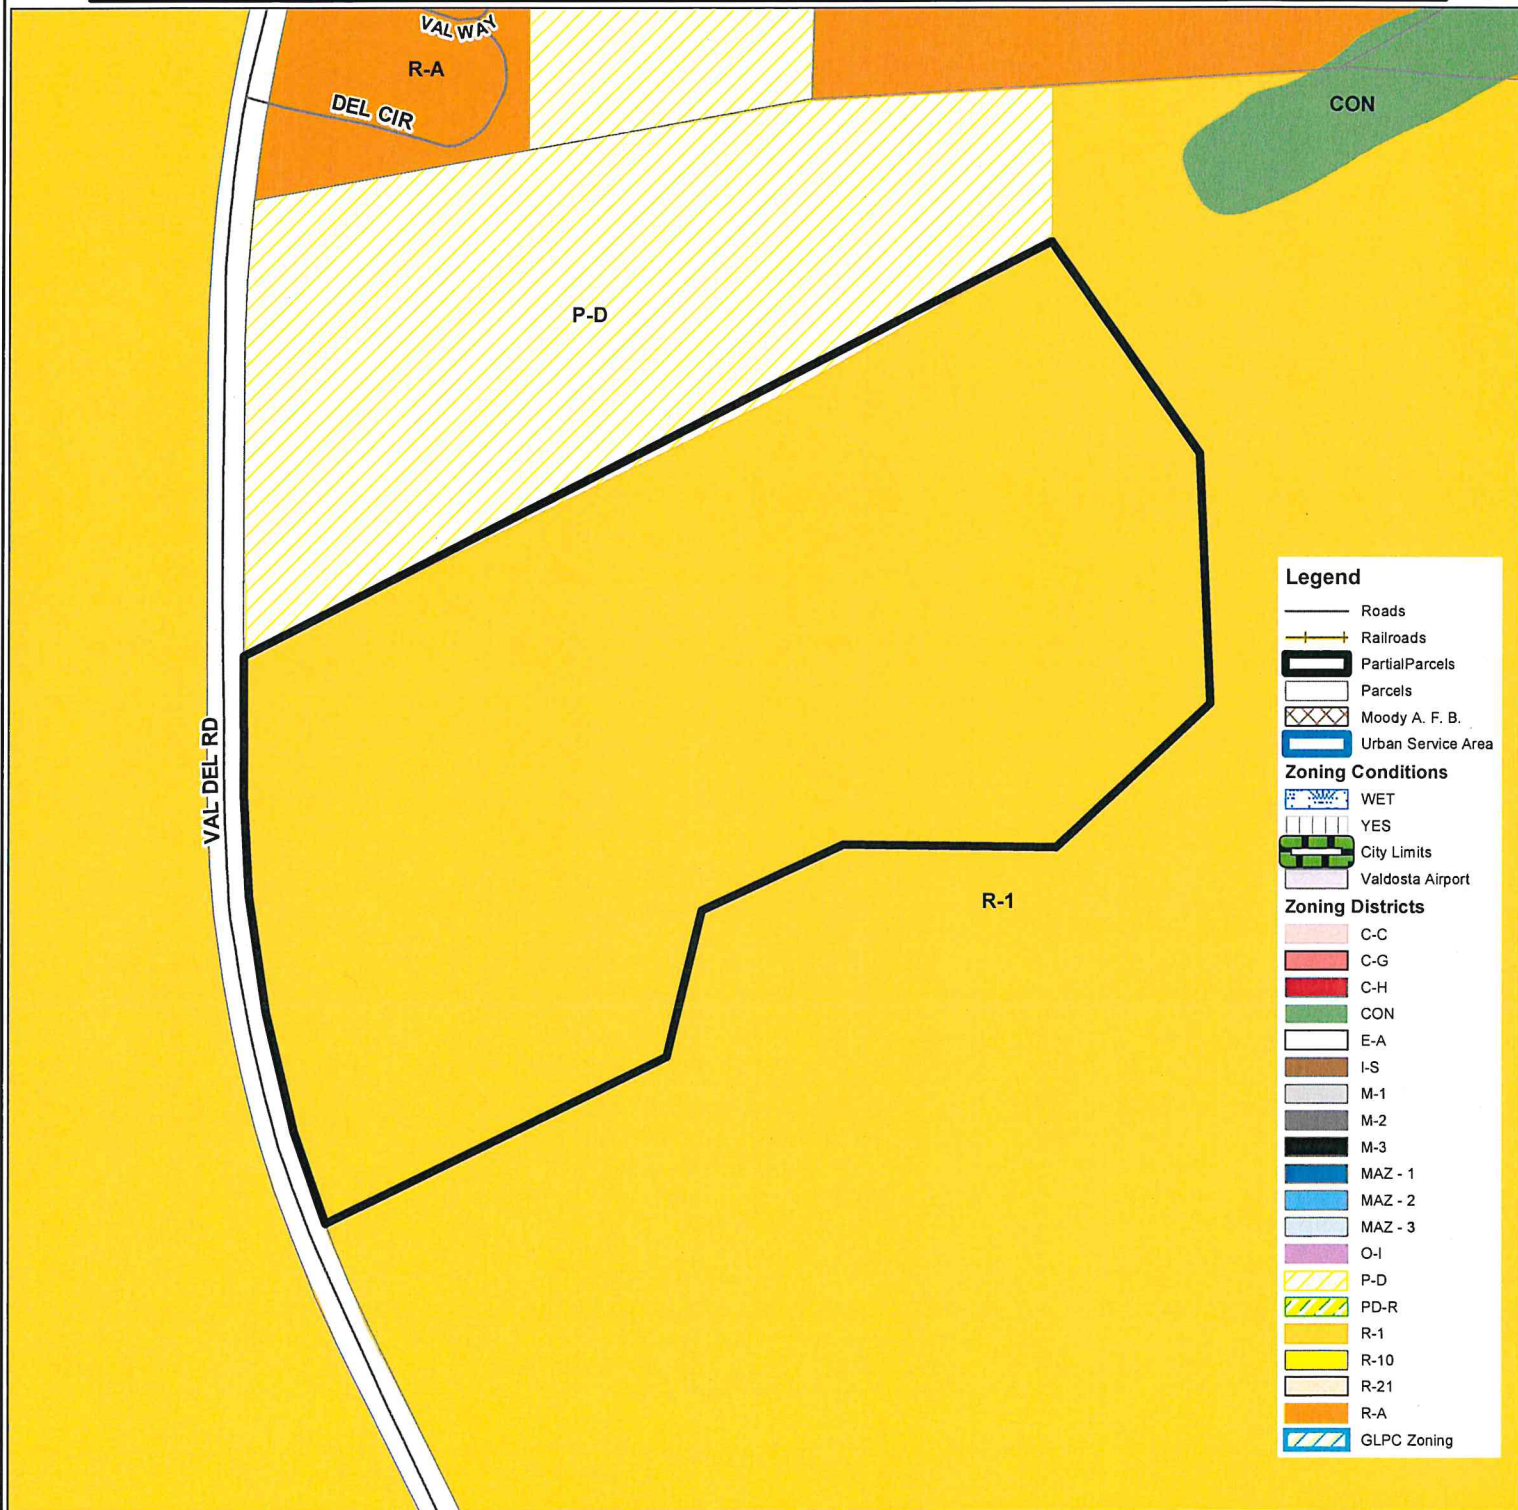 VAL WAY
R-A
DEL CIR
CON
P-D
VAL DEL RD
R-1
Legend
Roads
Railroads
PartialParcels
Parcels
Moody A. F. B.
Urban Service Area
Zoning Conditions
WET
YES
City Limits
Valdosta Airport
Zoning Districts
C-C
C-G
C-H
CON
E-A
I-S
M-1
M-2
M-3
MAZ - 1
MAZ - 2
MAZ - 3
O-I
P-D
PD-R
R-1
R-10
R-21
R-A
GLPC Zoning